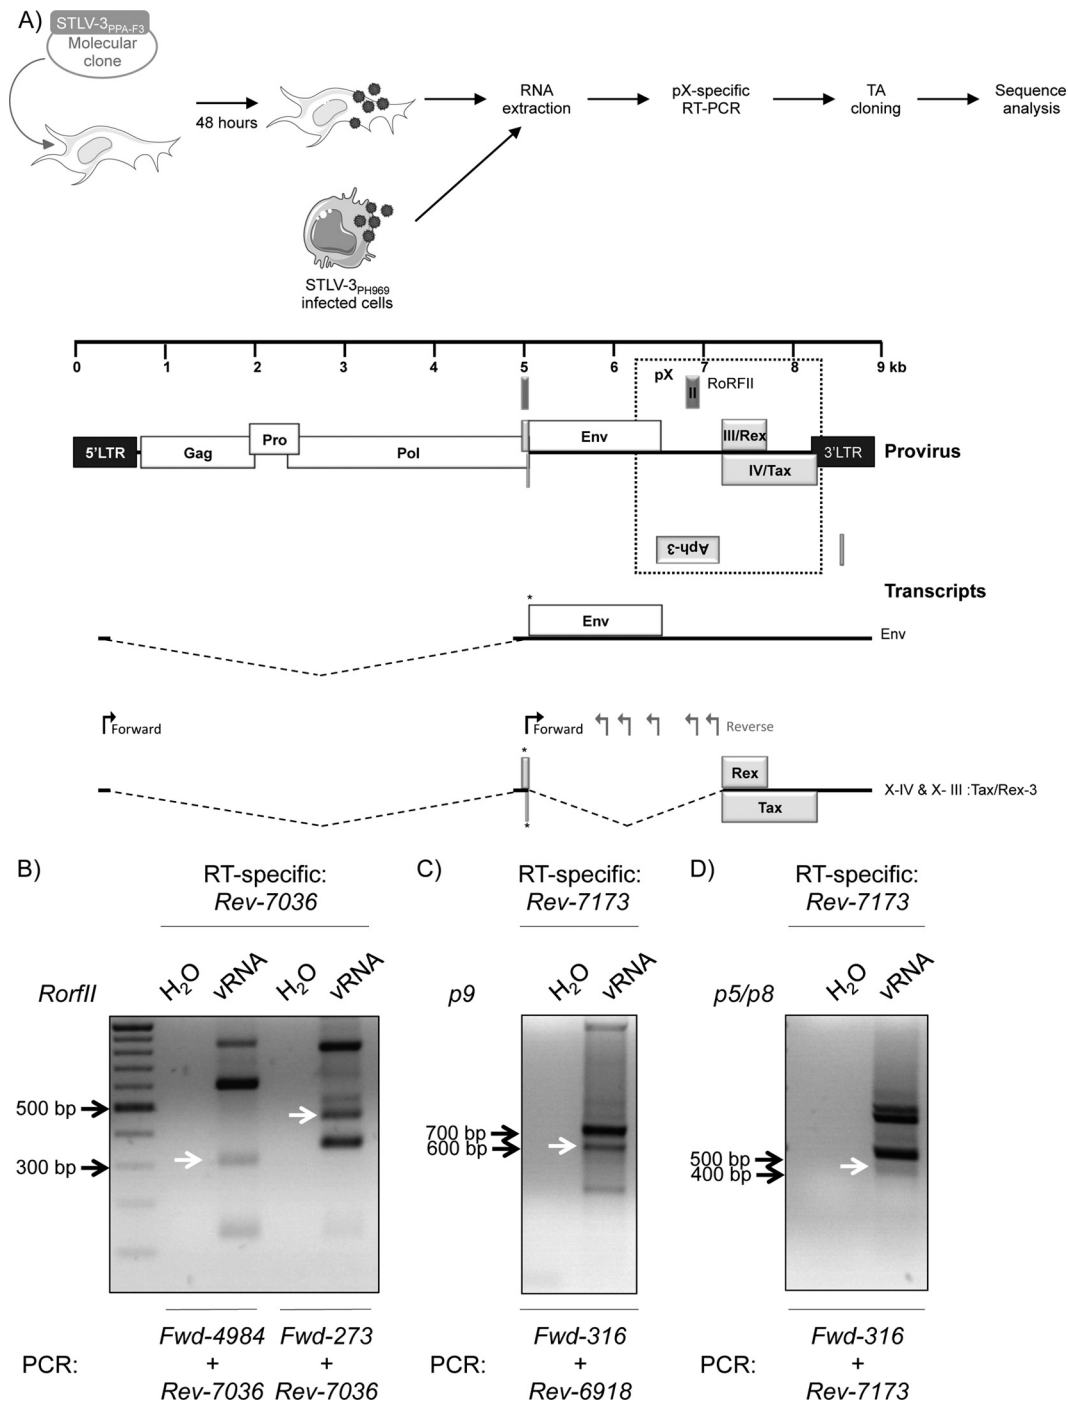 A)
STLV-3PPA-F3
Molecular
clone
48 hours
RNA
extraction
pX-specific
RT-PCR
TA
cloning
Sequence
analysis
STLV-3PH969
infected cells
0 1 2 3 4 5 6 7 8 9 kb
pX
II
RoRFII
5'LTR
Gag
Pro
Pol
Env
III/Rex
IV/Tax
3'LTR
Provirus
Aph-3
Transcripts
*
Env
Env
Forward
Forward
Reverse
*
Rex
X-IV & X- III :Tax/Rex-3
Tax
*
B)
RT-specific:
Rev-7036
RorfII
H2O
vRNA
H2O
vRNA
500 bp
300 bp
PCR:
Fwd-4984
+
Rev-7036
Fwd-273
+
Rev-7036
C)
RT-specific:
Rev-7173
p9
H2O
vRNA
700 bp
600 bp
PCR:
Fwd-316
+
Rev-6918
D)
RT-specific:
Rev-7173
p5/p8
H2O
vRNA
500 bp
400 bp
PCR:
Fwd-316
+
Rev-7173